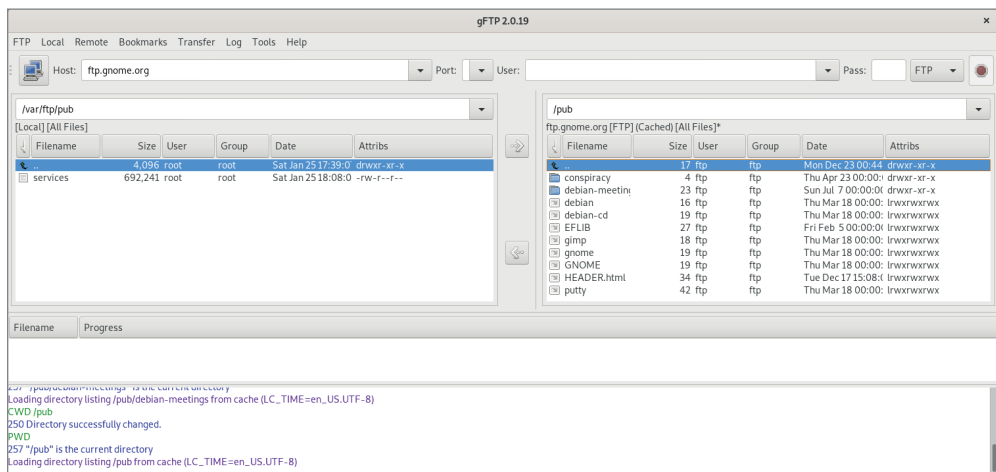 gFTP 2.0.19
FTP Local Remote Bookmarks Transfer Log Tools Help
Host: ftp.gnome.org Port: User: Pass: FTP
/var/ftp/pub
[Local] [All Files]
Filename Size User Group Date Attribs
.. 4,096 root root Sat Jan 25 17:39:0 drwxr-xr-x
services 692,241 root root Sat Jan 25 18:08:0 -rw-r--r--
/pub
ftp.gnome.org [FTP] (Cached) [All Files]*
Filename Size User Group Date Attribs
.. 17 ftp ftp Mon Dec 23 00:44 drwxr-xr-x
conspiracy 4 ftp ftp Thu Apr 23 00:00:( drwxr-xr-x
debian-meeting 23 ftp ftp Sun Jul 7 00:00:0( drwxr-xr-x
debian 16 ftp ftp Thu Mar 18 00:00: lrwxrwxrwx
debian-cd 19 ftp ftp Thu Mar 18 00:00: lrwxrwxrwx
EFLIB 27 ftp ftp Fri Feb 5 00:00:0( lrwxrwxrwx
gimp 18 ftp ftp Thu Mar 18 00:00: lrwxrwxrwx
gnome 19 ftp ftp Thu Mar 18 00:00: lrwxrwxrwx
GNOME 19 ftp ftp Thu Mar 18 00:00: lrwxrwxrwx
HEADER.html 34 ftp ftp Tue Dec 17 15:08:( lrwxrwxrwx
putty 42 ftp ftp Thu Mar 18 00:00: lrwxrwxrwx
Filename Progress
257 "/pub/debian-meetings" is the current directory
Loading directory listing /pub/debian-meetings from cache (LC_TIME=en_US.UTF-8)
CWD /pub
250 Directory successfully changed.
PWD
257 "/pub" is the current directory
Loading directory listing /pub from cache (LC_TIME=en_US.UTF-8)